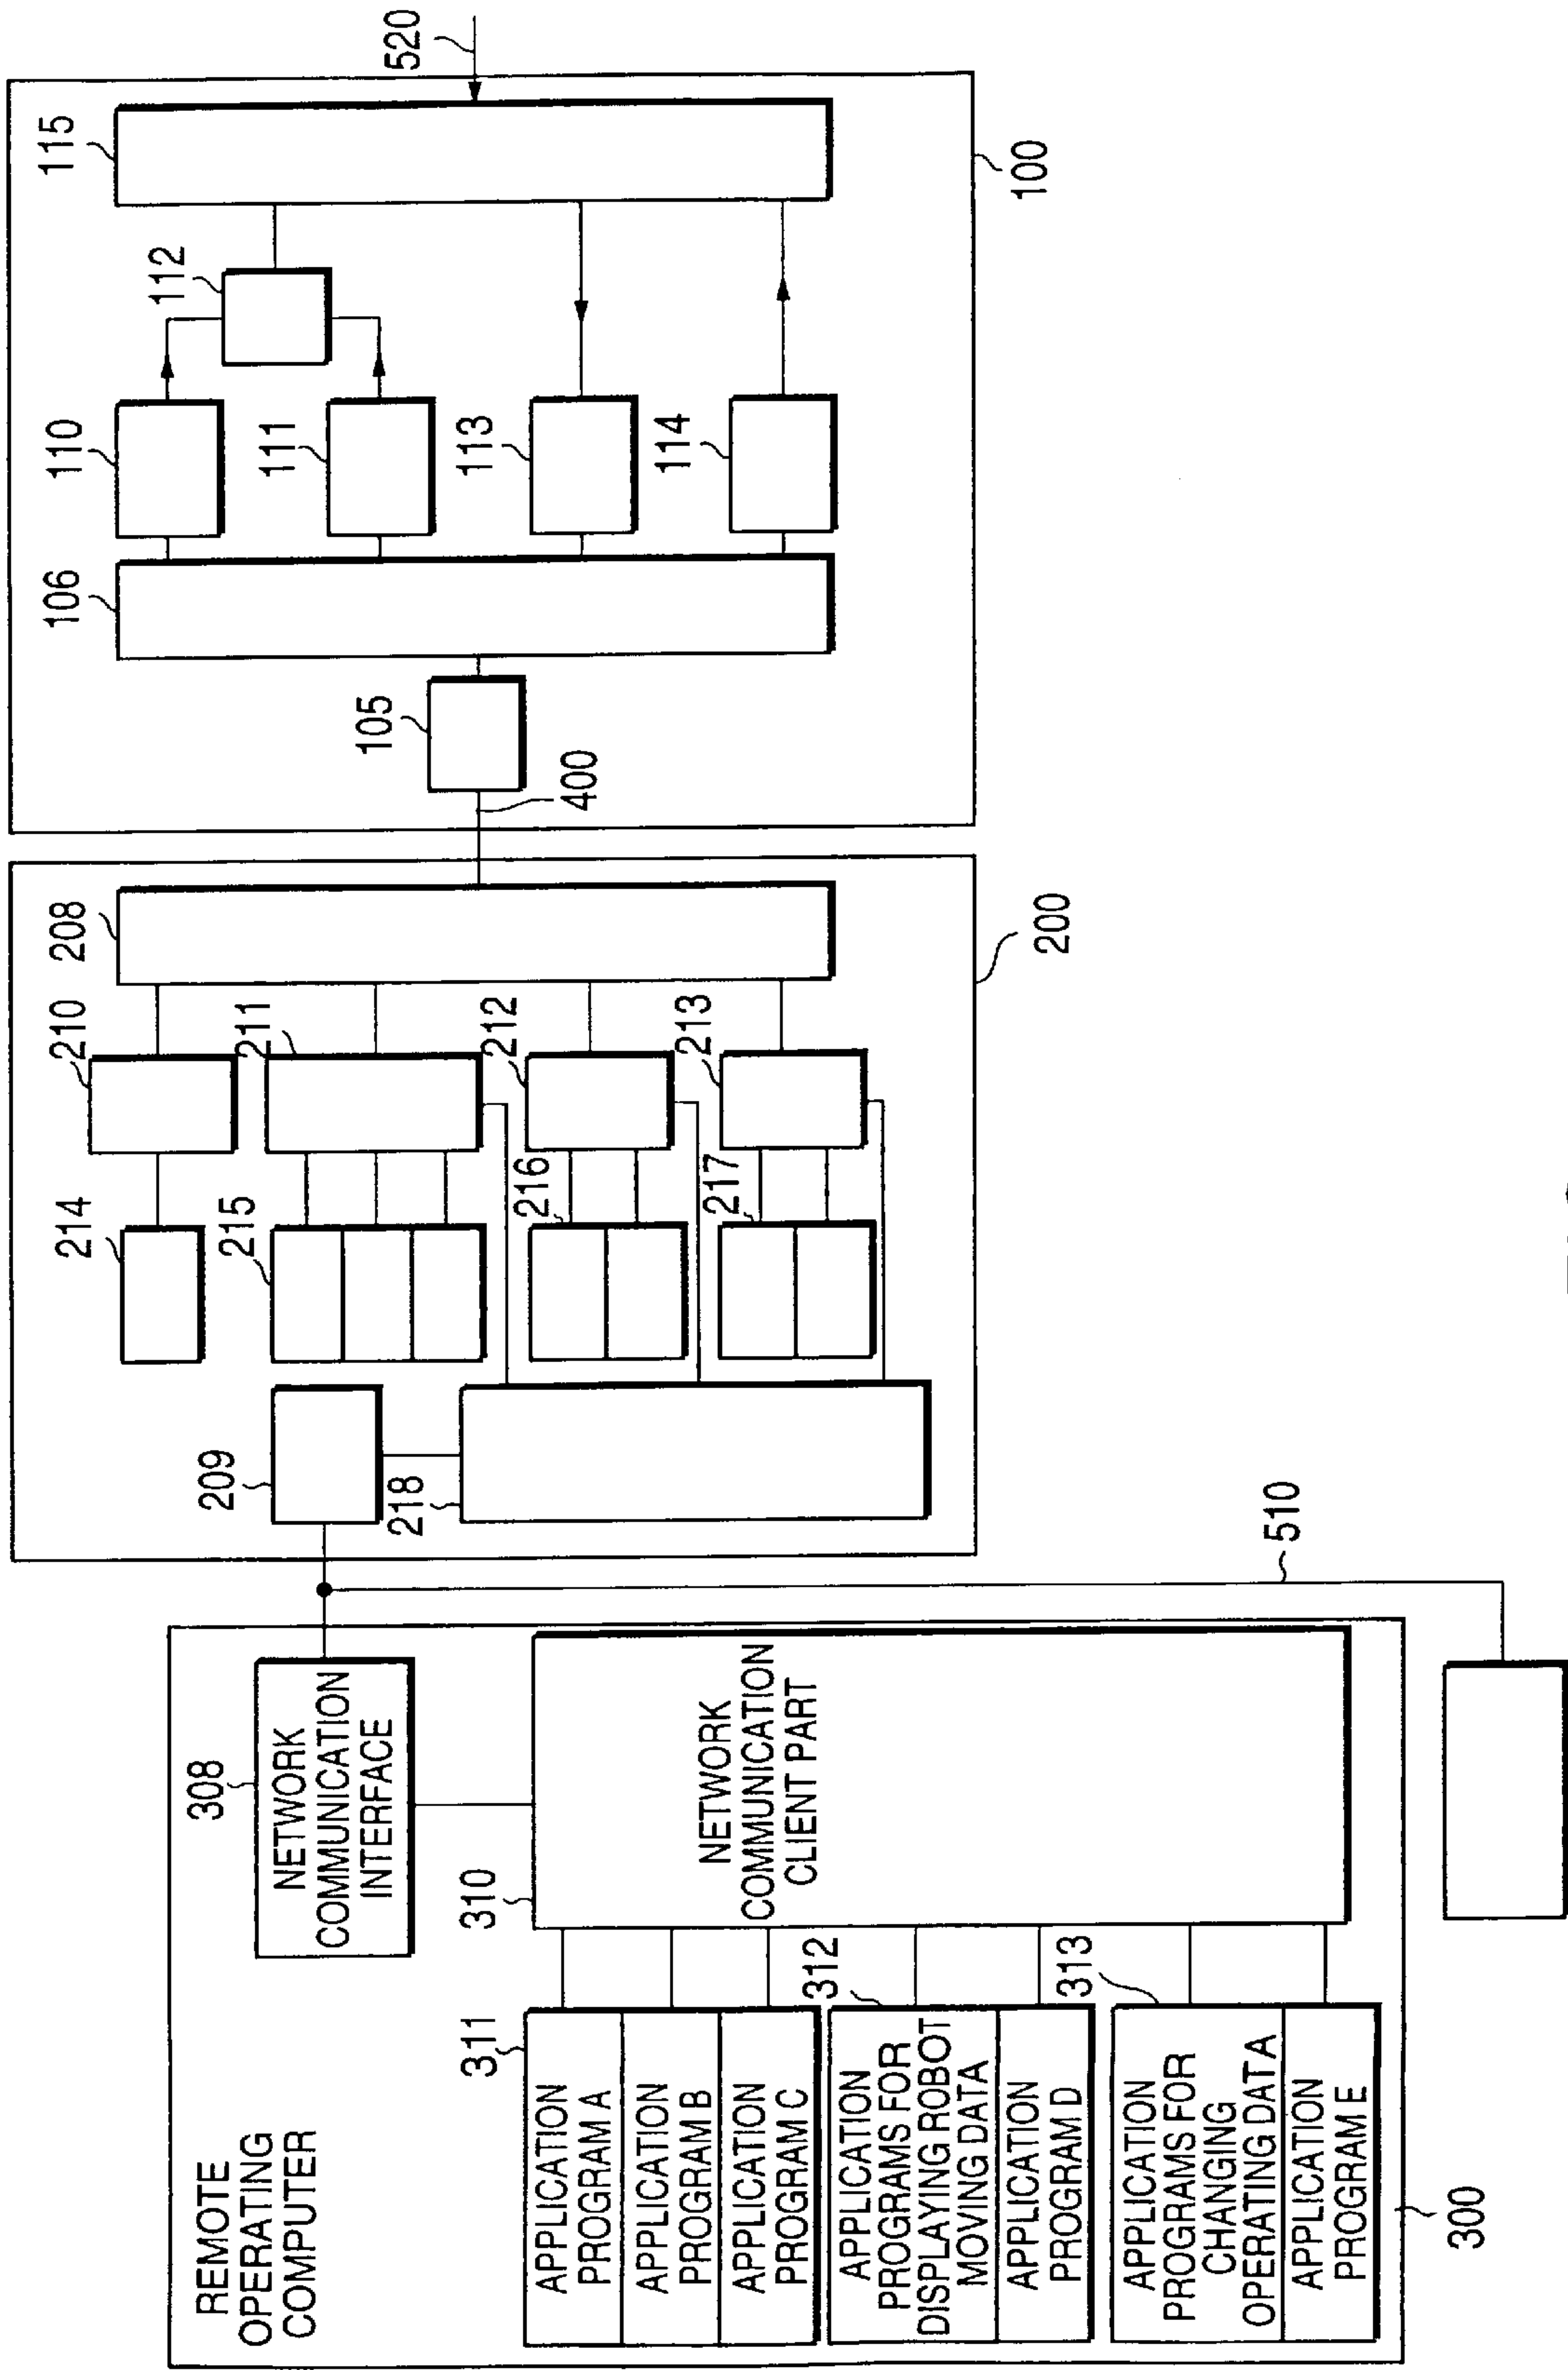 REMOTE
OPERATING
COMPUTER
308
NETWORK
COMMUNICATION
INTERFACE
310
NETWORK
COMMUNICATION
CLIENT PART
311
APPLICATION
PROGRAM A
APPLICATION
PROGRAM B
APPLICATION
PROGRAM C
312
APPLICATION
PROGRAMS FOR
DISPLAYING ROBOT
MOVING DATA
APPLICATION
PROGRAM D
313
APPLICATION
PROGRAMS FOR
CHANGING
OPERATING DATA
APPLICATION
PROGRAM E
300
510
209
218
214
215
216
217
210
211
212
213
208
200
400
105
106
110
111
113
114
112
115
520
100